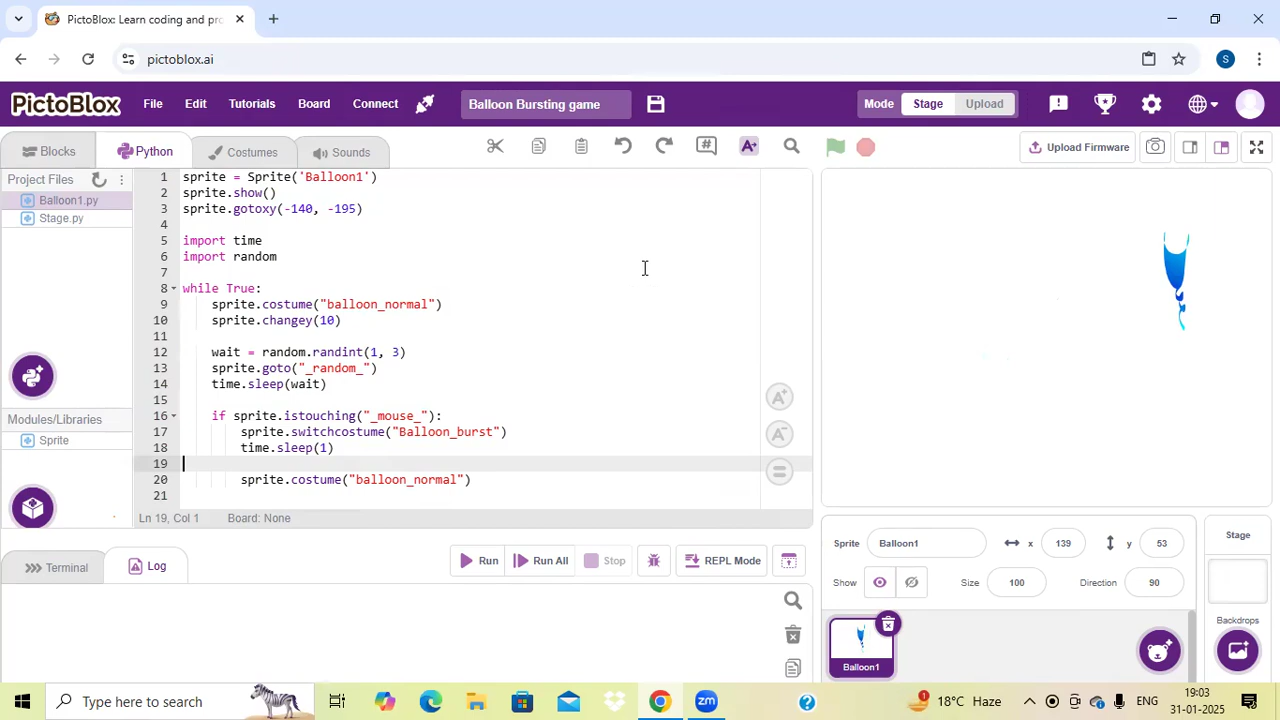 PictoBlox: Learn coding and pro
pictoblox.ai
S
PictoBlox
File
Edit
Tutorials
Board
Connect
Balloon Bursting game
Mode
Stage
Upload
Blocks
Python
Costumes
Sounds
Upload Firmware
Project Files
Balloon1.py
Stage.py
Modules/Libraries
Sprite
1 sprite = Sprite('Balloon1')
2 sprite.show()
3 sprite.gotoxy(-140, -195)
4
5 import time
6 import random
7
8 while True:
9 sprite.costume("balloon_normal")
10 sprite.changey(10)
11
12 wait = random.randint(1, 3)
13 sprite.goto("_random_")
14 time.sleep(wait)
15
16 if sprite.istouching("_mouse_"):
17 sprite.switchcostume("Balloon_burst")
18 time.sleep(1)
19
20 sprite.costume("balloon_normal")
21
A+
A-
=
Ln 19, Col 1 Board: None
Terminal
Log
Run
Run All
Stop
REPL Mode
Sprite
Balloon1
x
139
y
53
Show
Size
100
Direction
90
Balloon1
Stage
Backdrops
Type here to search
zm
1
18°C Haze
ENG
19:03
31-01-2025